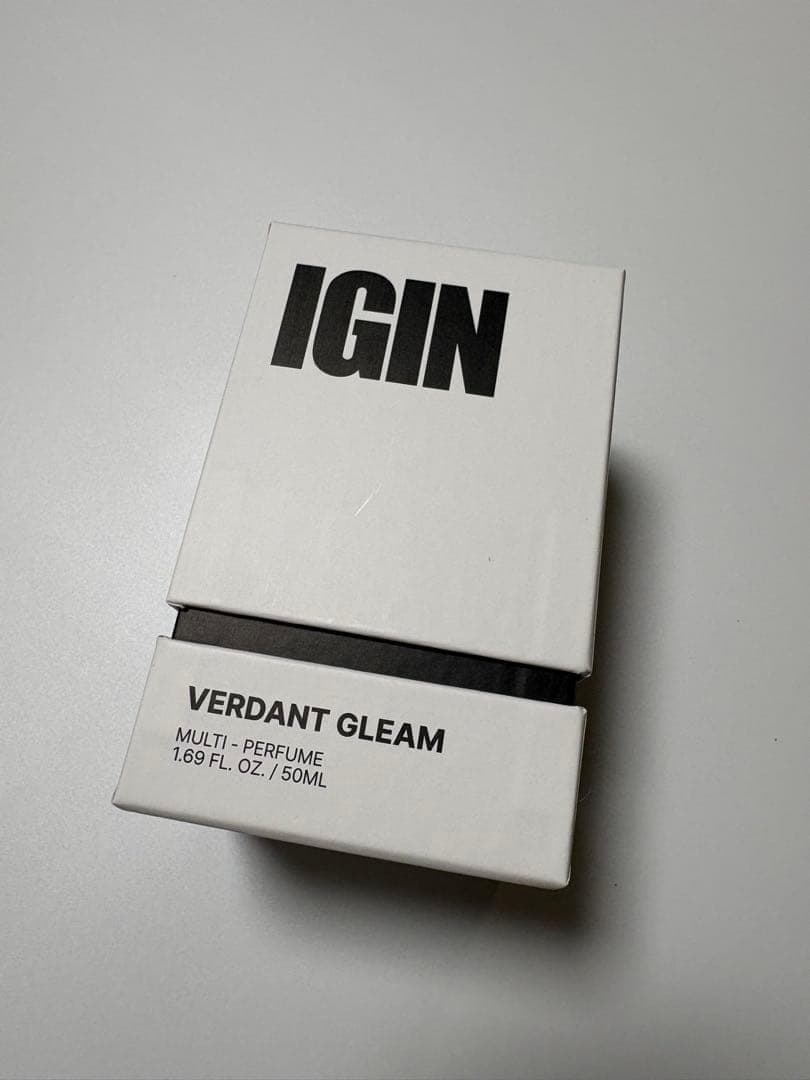 IGIN
VERDANT GLEAM
MULTI - PERFUME
1.69 FL. OZ. / 50ML